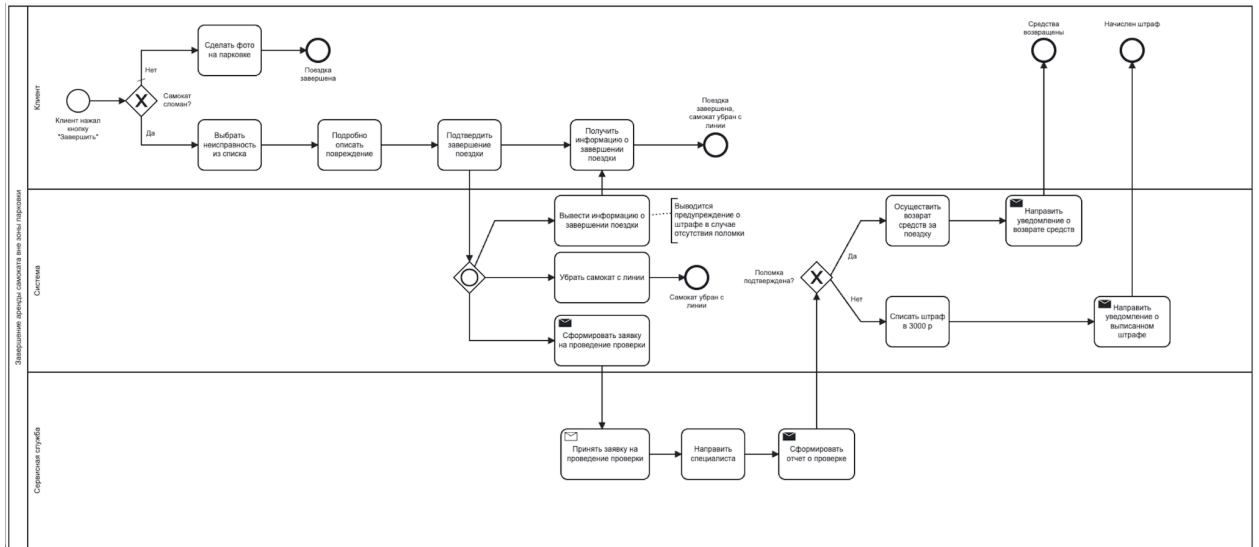 Завершение аренды самоката вне зоны парковки
Клиент
Клиент нажал
кнопку
"Завершить"
Самокат
сломан?
Нет
Да
Сделать фото
на парковке
Поездка
завершена
Выбрать
неисправность
из списка
Подробно
описать
повреждение
Подтвердить
завершение
поездки
Получить
информацию о
завершении
поездки
Поездка
завершена,
самокат убран с
линии
Средства
возвращены
Начислен штраф
Система
Вывести информацию о
завершении поездки
Выводится
предупреждение о
штрафе в случае
отсутствия поломки
Убрать самокат с линии
Самокат убран с
линии
Сформировать заявку
на проведение проверки
Поломка
подтверждена?
Да
Нет
Осуществить
возврат
средств за
поездку
Направить
уведомление о
возврате средств
Списать штраф
в 3000 р
Направить
уведомление о
выписанном
штрафе
Сервисная служба
Принять заявку на
проведение проверки
Направить
специалиста
Сформировать
отчет о проверке